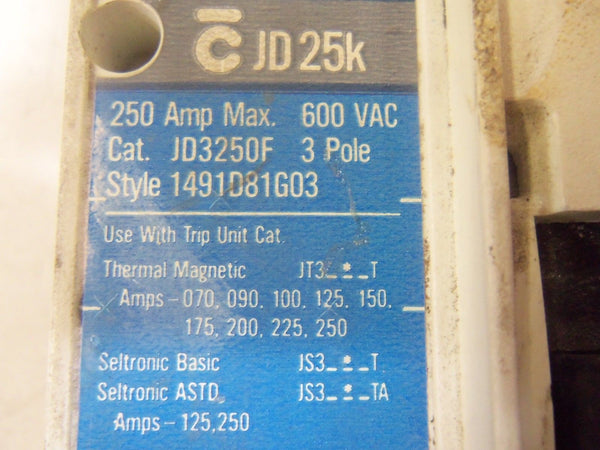 C JD 25k
250 Amp Max. 600 VAC
Cat. JD3250F 3 Pole
Style 1491D81G03
Use With Trip Unit Cat.
Thermal Magnetic JT3_*_T
Amps - 070, 090, 100, 125, 150,
175, 200, 225, 250
Seltronic Basic JS3_*_T
Seltronic ASTD JS3_*_TA
Amps - 125,250